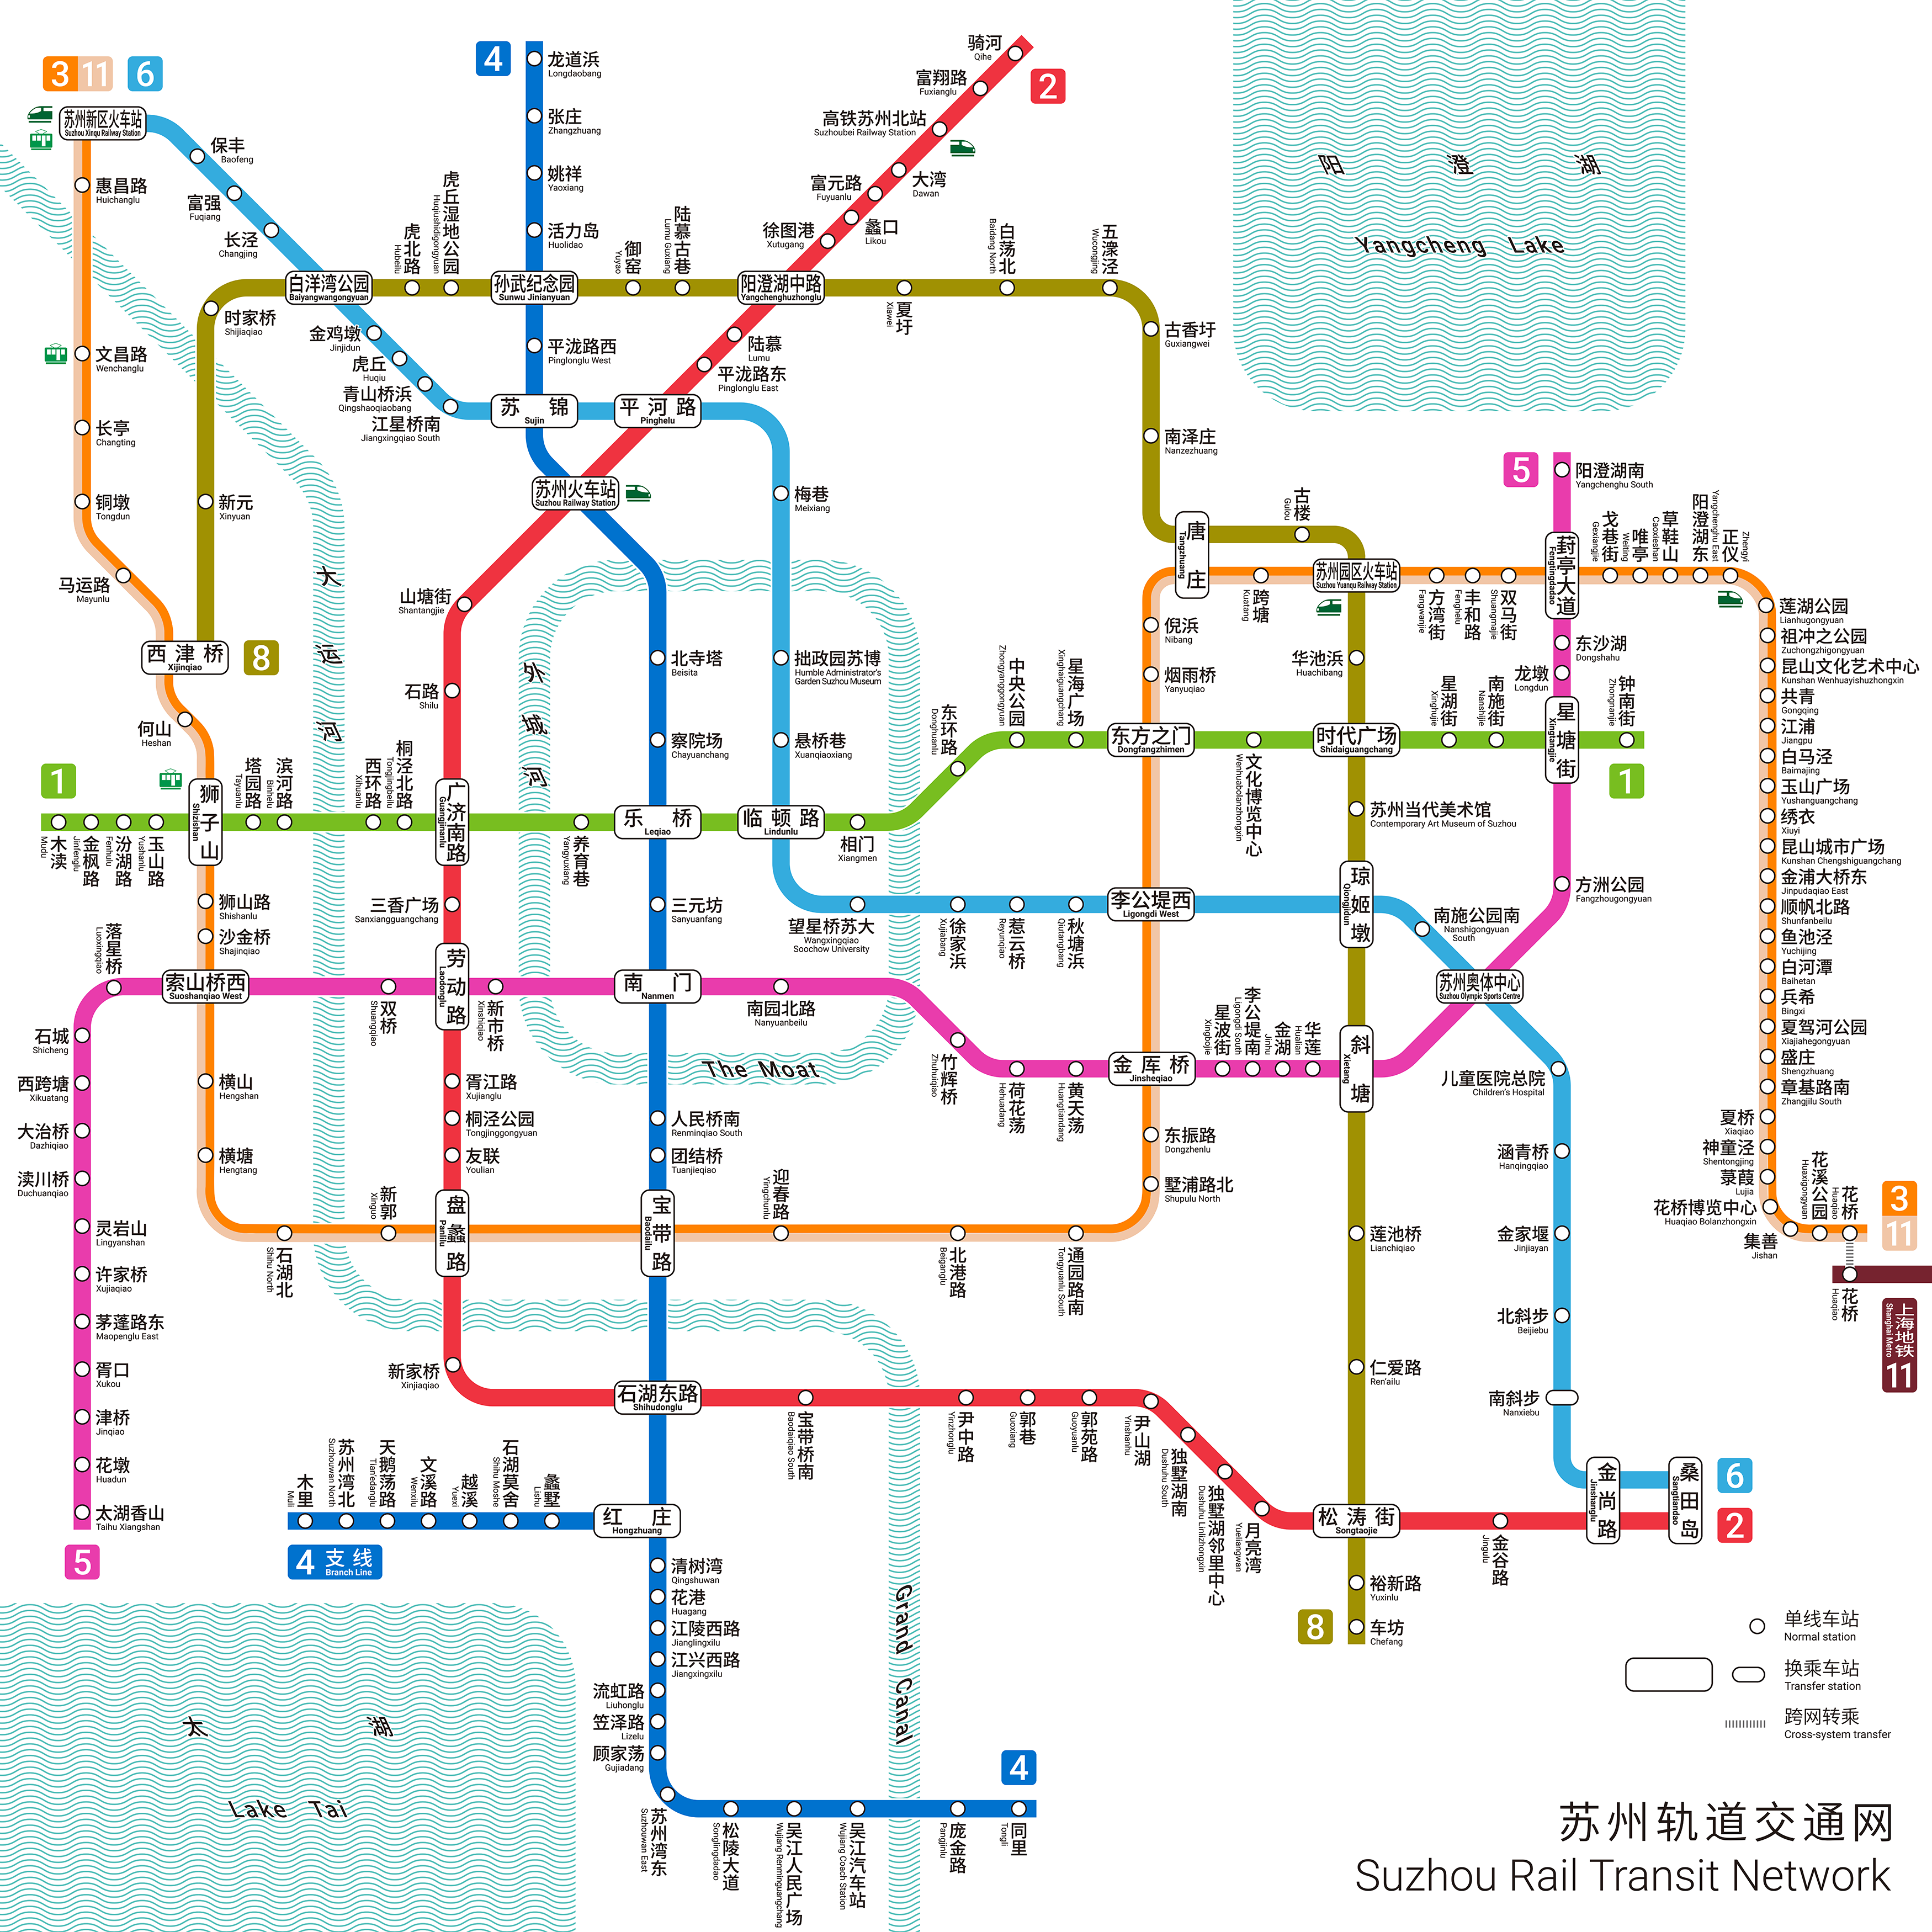 3
11
6
苏州新区火车站
Suzhou Xinqu Railway Station
保丰
Baofeng
富强
Fuqiang
长泾
Changjing
惠昌路
Huichanglu
文昌路
Wenchanglu
长亭
Changting
铜墩
Tongdun
马运路
Mayunlu
西津桥
Xijinqiao
8
何山
Heshan
时家桥
Shijiaqiao
新元
Xinyuan
白洋湾公园
Baiyangwangongyuan
虎北路
Hubeilu
虎丘湿地公园
Huqiushidigongyuan
4
龙道浜
Longdaobang
张庄
Zhangzhuang
姚祥
Yaoxiang
活力岛
Huolidao
孙武纪念园
Sunwu Jinianyuan
御窑
Yuyao
陆慕古巷
Lumu Guxiang
阳澄湖中路
Yangchenghuzhonglu
骑河
Qihe
2
富翔路
Fuxianglu
高铁苏州北站
Suzhoubei Railway Station
大湾
Dawan
富元路
Fuyuanlu
蠡口
Likou
徐图港
Xutugang
夏圩
Xiawei
白荡北
Baidang North
五㵎泾
Wucongjing
古香圩
Guxiangwei
南泽庄
Nanzezhuang
阳澄湖
Yangcheng Lake
金鸡墩
Jinjidun
虎丘
Huqiu
青山桥浜
Qingshaoqiaobang
江星桥南
Jiangxingqiao South
平泷路西
Pinglonglu West
陆慕
Lumu
平泷路东
Pinglonglu East
苏锦
Sujin
平河路
Pinghelu
苏州火车站
Suzhou Railway Station
梅巷
Meixiang
唐庄
Tangzhuang
古楼
Gulou
跨塘
Kuatang
苏州园区火车站
Suzhou Yuanqu Railway Station
方湾街
Fangwanjie
丰和路
Fenghelu
双马街
Shuangmajie
5
阳澄湖南
Yangchenghu South
葑亭大道
Fengtingdadao
戈巷街
Gexiangjie
唯亭
Weiting
草鞋山
Caoxieshan
阳澄湖东
Yangchenghu East
正仪
Zhengyi
莲湖公园
Lianhugongyuan
祖冲之公园
Zuchongzhigongyuan
昆山文化艺术中心
Kunshan Wenhuayishuzhongxin
共青
Gongqing
江浦
Jiangpu
白马泾
Baimajing
玉山广场
Yushanguangchang
绣衣
Xiuyi
昆山城市广场
Kunshan Chengshiguangchang
金浦大桥东
Jinpudaqiao East
顺帆北路
Shunfanbeilu
鱼池泾
Yuchijing
白河潭
Baihetan
兵希
Bingxi
夏驾河公园
Xiajiahegongyuan
盛庄
Shengzhuang
章基路南
Zhangjilu South
夏桥
Xiaqiao
神童泾
Shentongjing
菉葭
Lujia
花桥博览中心
Huaqiao Bolanzhongxin
集善
Jishan
花溪公园
Huaxigongyuan
花桥
Huaqiao
3
11
花桥
Huaqiao
上海地铁
Shanghai Metro
11
大运河
外城河
山塘街
Shantangjie
石路
Shilu
北寺塔
Beisita
察院场
Chayuanchang
拙政园苏博
Humble Administrator's
Garden Suzhou Museum
悬桥巷
Xuanqiaoxiang
倪浜
Nibang
烟雨桥
Yanyuqiao
华池浜
Huachibang
东沙湖
Dongshahu
龙墩
Longdun
1
木渎
Mudu
金枫路
Jinfenglu
汾湖路
Fenhulu
玉山路
Yushanlu
狮子山
Shizishan
塔园路
Tayuanlu
滨河路
Binhelu
西环路
Xihuanlu
桐泾北路
Tongjingbeilu
广济南路
Guangjinanlu
养育巷
Yangyuxiang
乐桥
Leqiao
临顿路
Lindunlu
相门
Xiangmen
东环路
Donghuanlu
中央公园
Zhongyanggongyuan
星海广场
Xinghaiguangchang
东方之门
Dongfangzhimen
文化博览中心
Wenhuabolanzhongxin
时代广场
Shidaiguangchang
星湖街
Xinghujie
南施街
Nanshijie
星塘街
Xingtangjie
钟南街
Zhongnanjie
1
苏州当代美术馆
Contemporary Art Museum of Suzhou
狮山路
Shishanlu
沙金桥
Shajinqiao
三香广场
Sanxiangguangchang
三元坊
Sanyuanfang
望星桥苏大
Wangxingqiao
Soochow University
徐家浜
Xujiabang
惹云桥
Reyunqiao
秋塘浜
Qiutangbang
李公堤西
Ligongdi West
琼姬墩
Qiongjidun
南施公园南
Nanshigongyuan
South
方洲公园
Fangzhougongyuan
苏州奥体中心
Suzhou Olympic Sports Centre
落星桥
Luoxingqiao
索山桥西
Suoshanqiao West
双桥
Shuangqiao
劳动路
Laodonglu
新市桥
Xinshiqiao
南门
Nanmen
南园北路
Nanyuanbeilu
竹辉桥
Zhuhuiqiao
荷花荡
Hehuadang
黄天荡
Huangtiandang
金厍桥
Jinsheqiao
星波街
Xingbojie
李公堤南
Ligongdi South
金湖
Jinhu
华莲
Hualian
斜塘
Xietang
儿童医院总院
Children's Hospital
The Moat
石城
Shicheng
西跨塘
Xikuatang
大治桥
Dazhiqiao
渎川桥
Duchuanqiao
灵岩山
Lingyanshan
许家桥
Xujiaqiao
茅蓬路东
Maopenglu East
胥口
Xukou
津桥
Jinqiao
花墩
Huadun
太湖香山
Taihu Xiangshan
5
横山
Hengshan
横塘
Hengtang
石湖北
Shihu North
新郭
Xinguo
胥江路
Xujianglu
桐泾公园
Tongjinggongyuan
友联
Youlian
盘蠡路
Panlilu
人民桥南
Renminqiao South
团结桥
Tuanjieqiao
宝带路
Baodailu
迎春路
Yingchunlu
北港路
Beiganglu
通园路南
Tongyuanlu South
东振路
Dongzhenlu
墅浦路北
Shupulu North
莲池桥
Lianchiqiao
仁爱路
Ren'ailu
涵青桥
Hanqingqiao
金家堰
Jinjiayan
北斜步
Beijiebu
南斜步
Nanxiebu
新家桥
Xinjiaqiao
石湖东路
Shihudonglu
宝带桥南
Baodaiqiao South
尹中路
Yinzhonglu
郭巷
Guoxiang
郭苑路
Guoyuanlu
尹山湖
Yinshanhu
独墅湖南
Dushuhu South
独墅湖邻里中心
Dushuhu Linlizhongxin
月亮湾
Yueliangwan
松涛街
Songtaojie
金谷路
Jingulu
金尚路
Jinshanglu
桑田岛
Sangtiandao
6
2
木里
Muli
苏州湾北
Suzhouwan North
天鹅荡路
Tian'edanglu
文溪路
Wenxilu
越溪
Yuexi
石湖莫舍
Shihu Moshe
蠡墅
Lishu
红庄
Hongzhuang
4 支线
Branch Line
清树湾
Qingshuwan
花港
Huagang
江陵西路
Jianglingxilu
江兴西路
Jiangxingxilu
流虹路
Liuhonglu
笠泽路
Lizelu
顾家荡
Gujiadang
苏州湾东
Suzhouwan East
松陵大道
Songlingdadao
吴江人民广场
Wujiang Renminguangchang
吴江汽车站
Wujiang Coach Station
庞金路
Pangjinlu
同里
Tongli
4
Grand Canal
裕新路
Yuxinlu
8
车坊
Chefang
太湖
Lake Tai
单线车站
Normal station
换乘车站
Transfer station
跨网转乘
Cross-system transfer
苏州轨道交通网
Suzhou Rail Transit Network